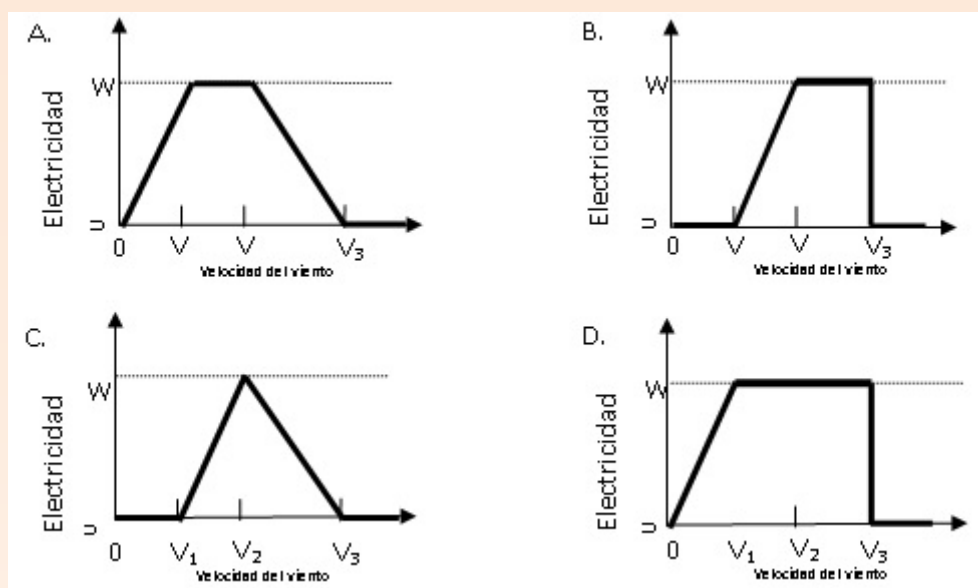 A.
W
Electricidad
0
V
V
V₃
Velocidad del viento
B.
W
Electricidad
0
V
V
V₃
Velocidad del viento
C.
W
Electricidad
0
V₁
V₂
V₃
Velocidad del viento
D.
W
Electricidad
0
V₁
V₂
V₃
Velocidad del viento